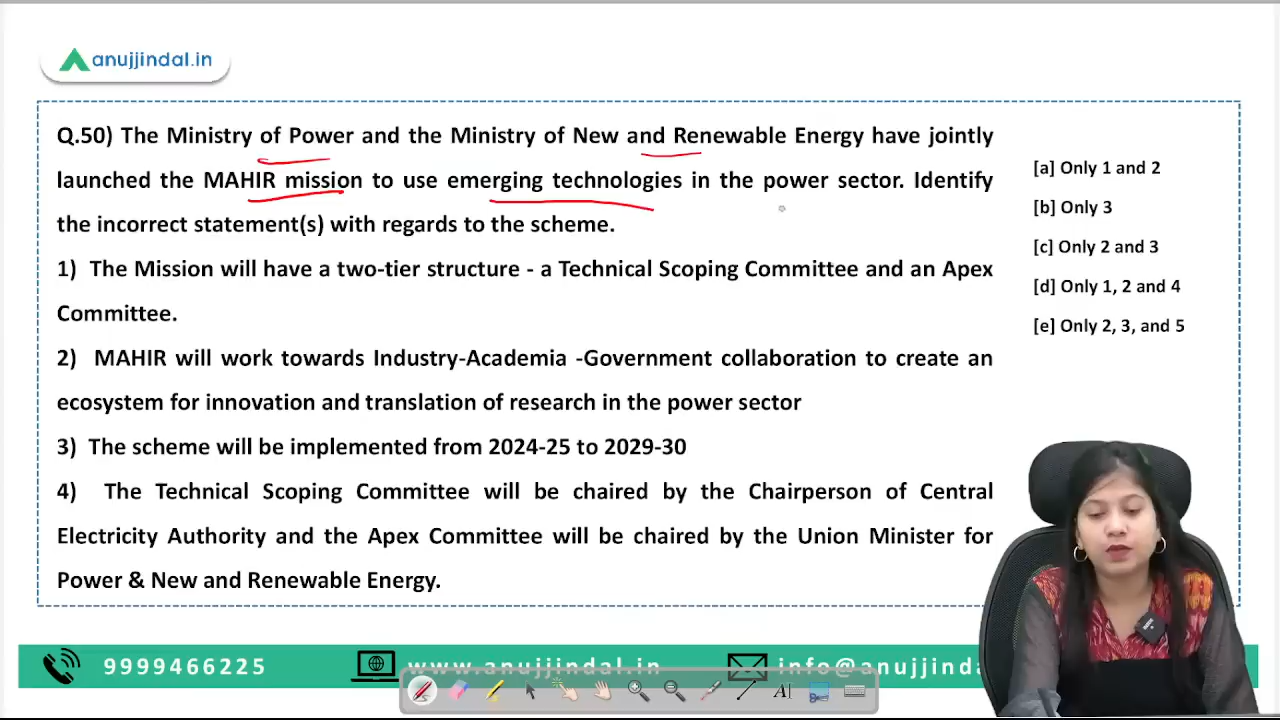 anujjindal.in
Q.50) The Ministry of Power and the Ministry of New and Renewable Energy have jointly
launched the MAHIR mission to use emerging technologies in the power sector. Identify
the incorrect statement(s) with regards to the scheme.
1) The Mission will have a two-tier structure - a Technical Scoping Committee and an Apex
Committee.
2) MAHIR will work towards Industry-Academia -Government collaboration to create an
ecosystem for innovation and translation of research in the power sector
3) The scheme will be implemented from 2024-25 to 2029-30
4) The Technical Scoping Committee will be chaired by the Chairperson of Central
Electricity Authority and the Apex Committee will be chaired by the Union Minister for
Power & New and Renewable Energy.
[a] Only 1 and 2
[b] Only 3
[c] Only 2 and 3
[d] Only 1, 2 and 4
[e] Only 2, 3, and 5
9999466225
www.anujjindal.in
info@anujjinda